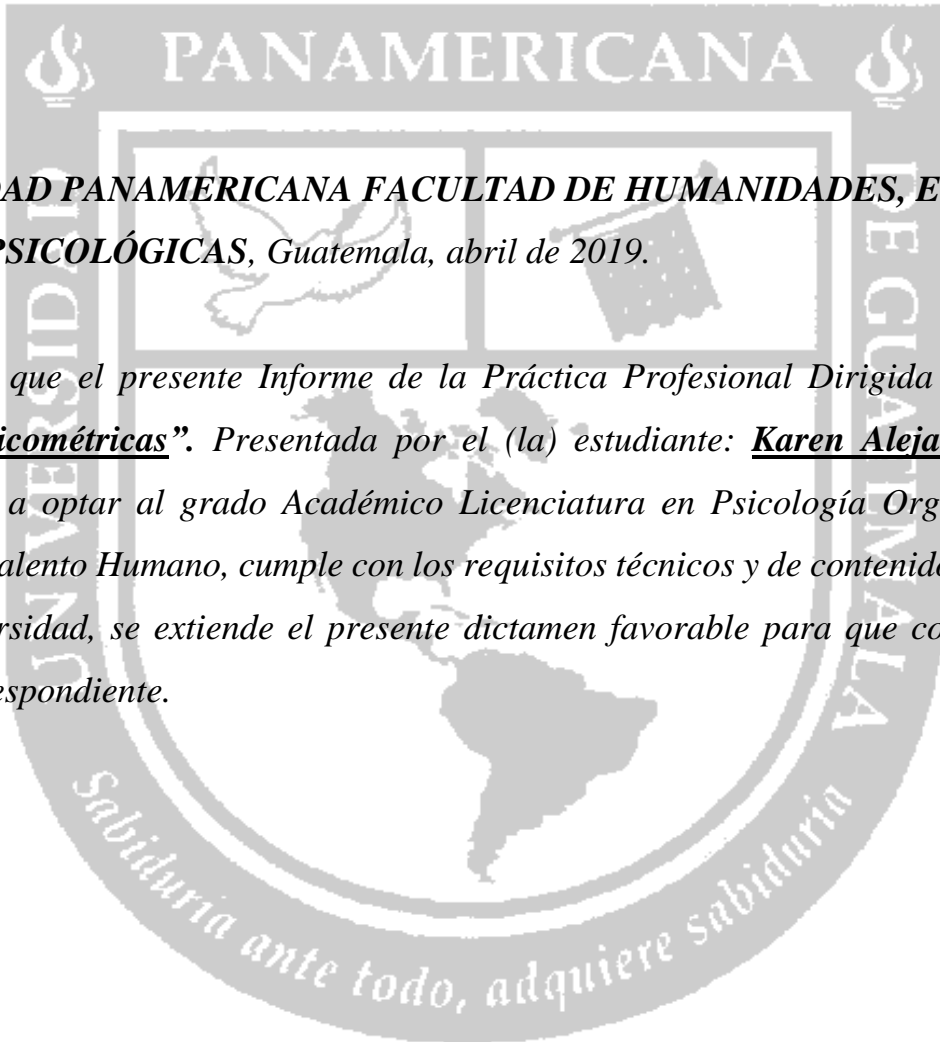 PANAMERICANA
UNIVERSIDAD
DE GUATEMALA
DAD PANAMERICANA FACULTAD DE HUMANIDADES, E
PSICOLÓGICAS, Guatemala, abril de 2019.
que el presente Informe de la Práctica Profesional Dirigida
icométricas”. Presentada por el (la) estudiante: Karen Aleja
a optar al grado Académico Licenciatura en Psicología Org
alento Humano, cumple con los requisitos técnicos y de contenido
rsidad, se extiende el presente dictamen favorable para que co
espondiente.
Sabiduría ante todo, adquiere sabiduría